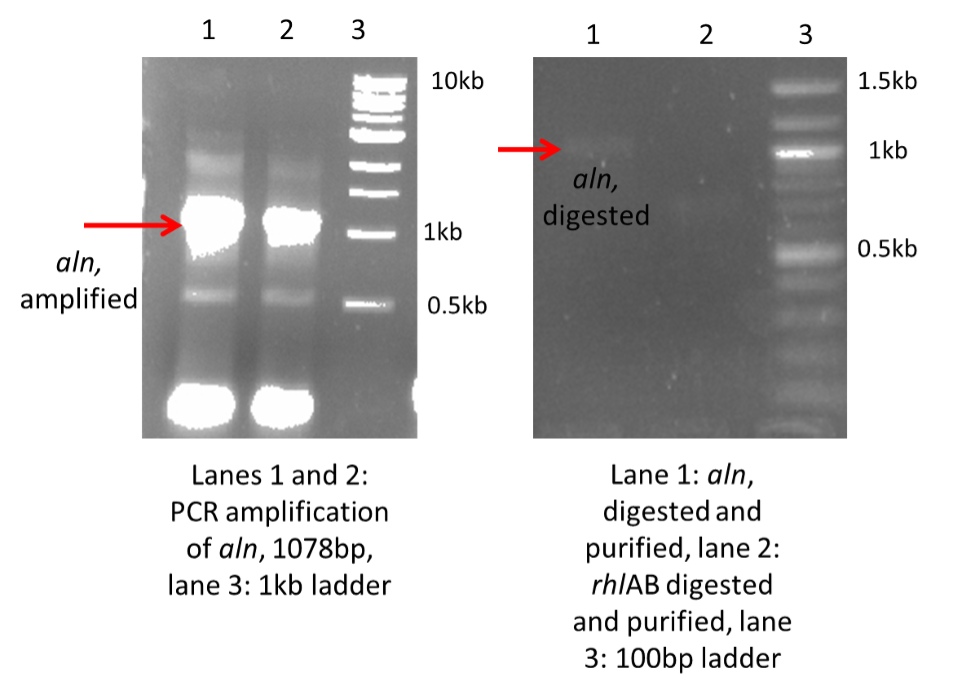 1 2 3
10kb
1kb
0.5kb
aln,
amplified
Lanes 1 and 2:
PCR amplification
of aln, 1078bp,
lane 3: 1kb ladder
1 2 3
1.5kb
1kb
0.5kb
aln,
digested
Lane 1: aln,
digested and
purified, lane 2:
rhlAB digested
and purified, lane
3: 100bp ladder